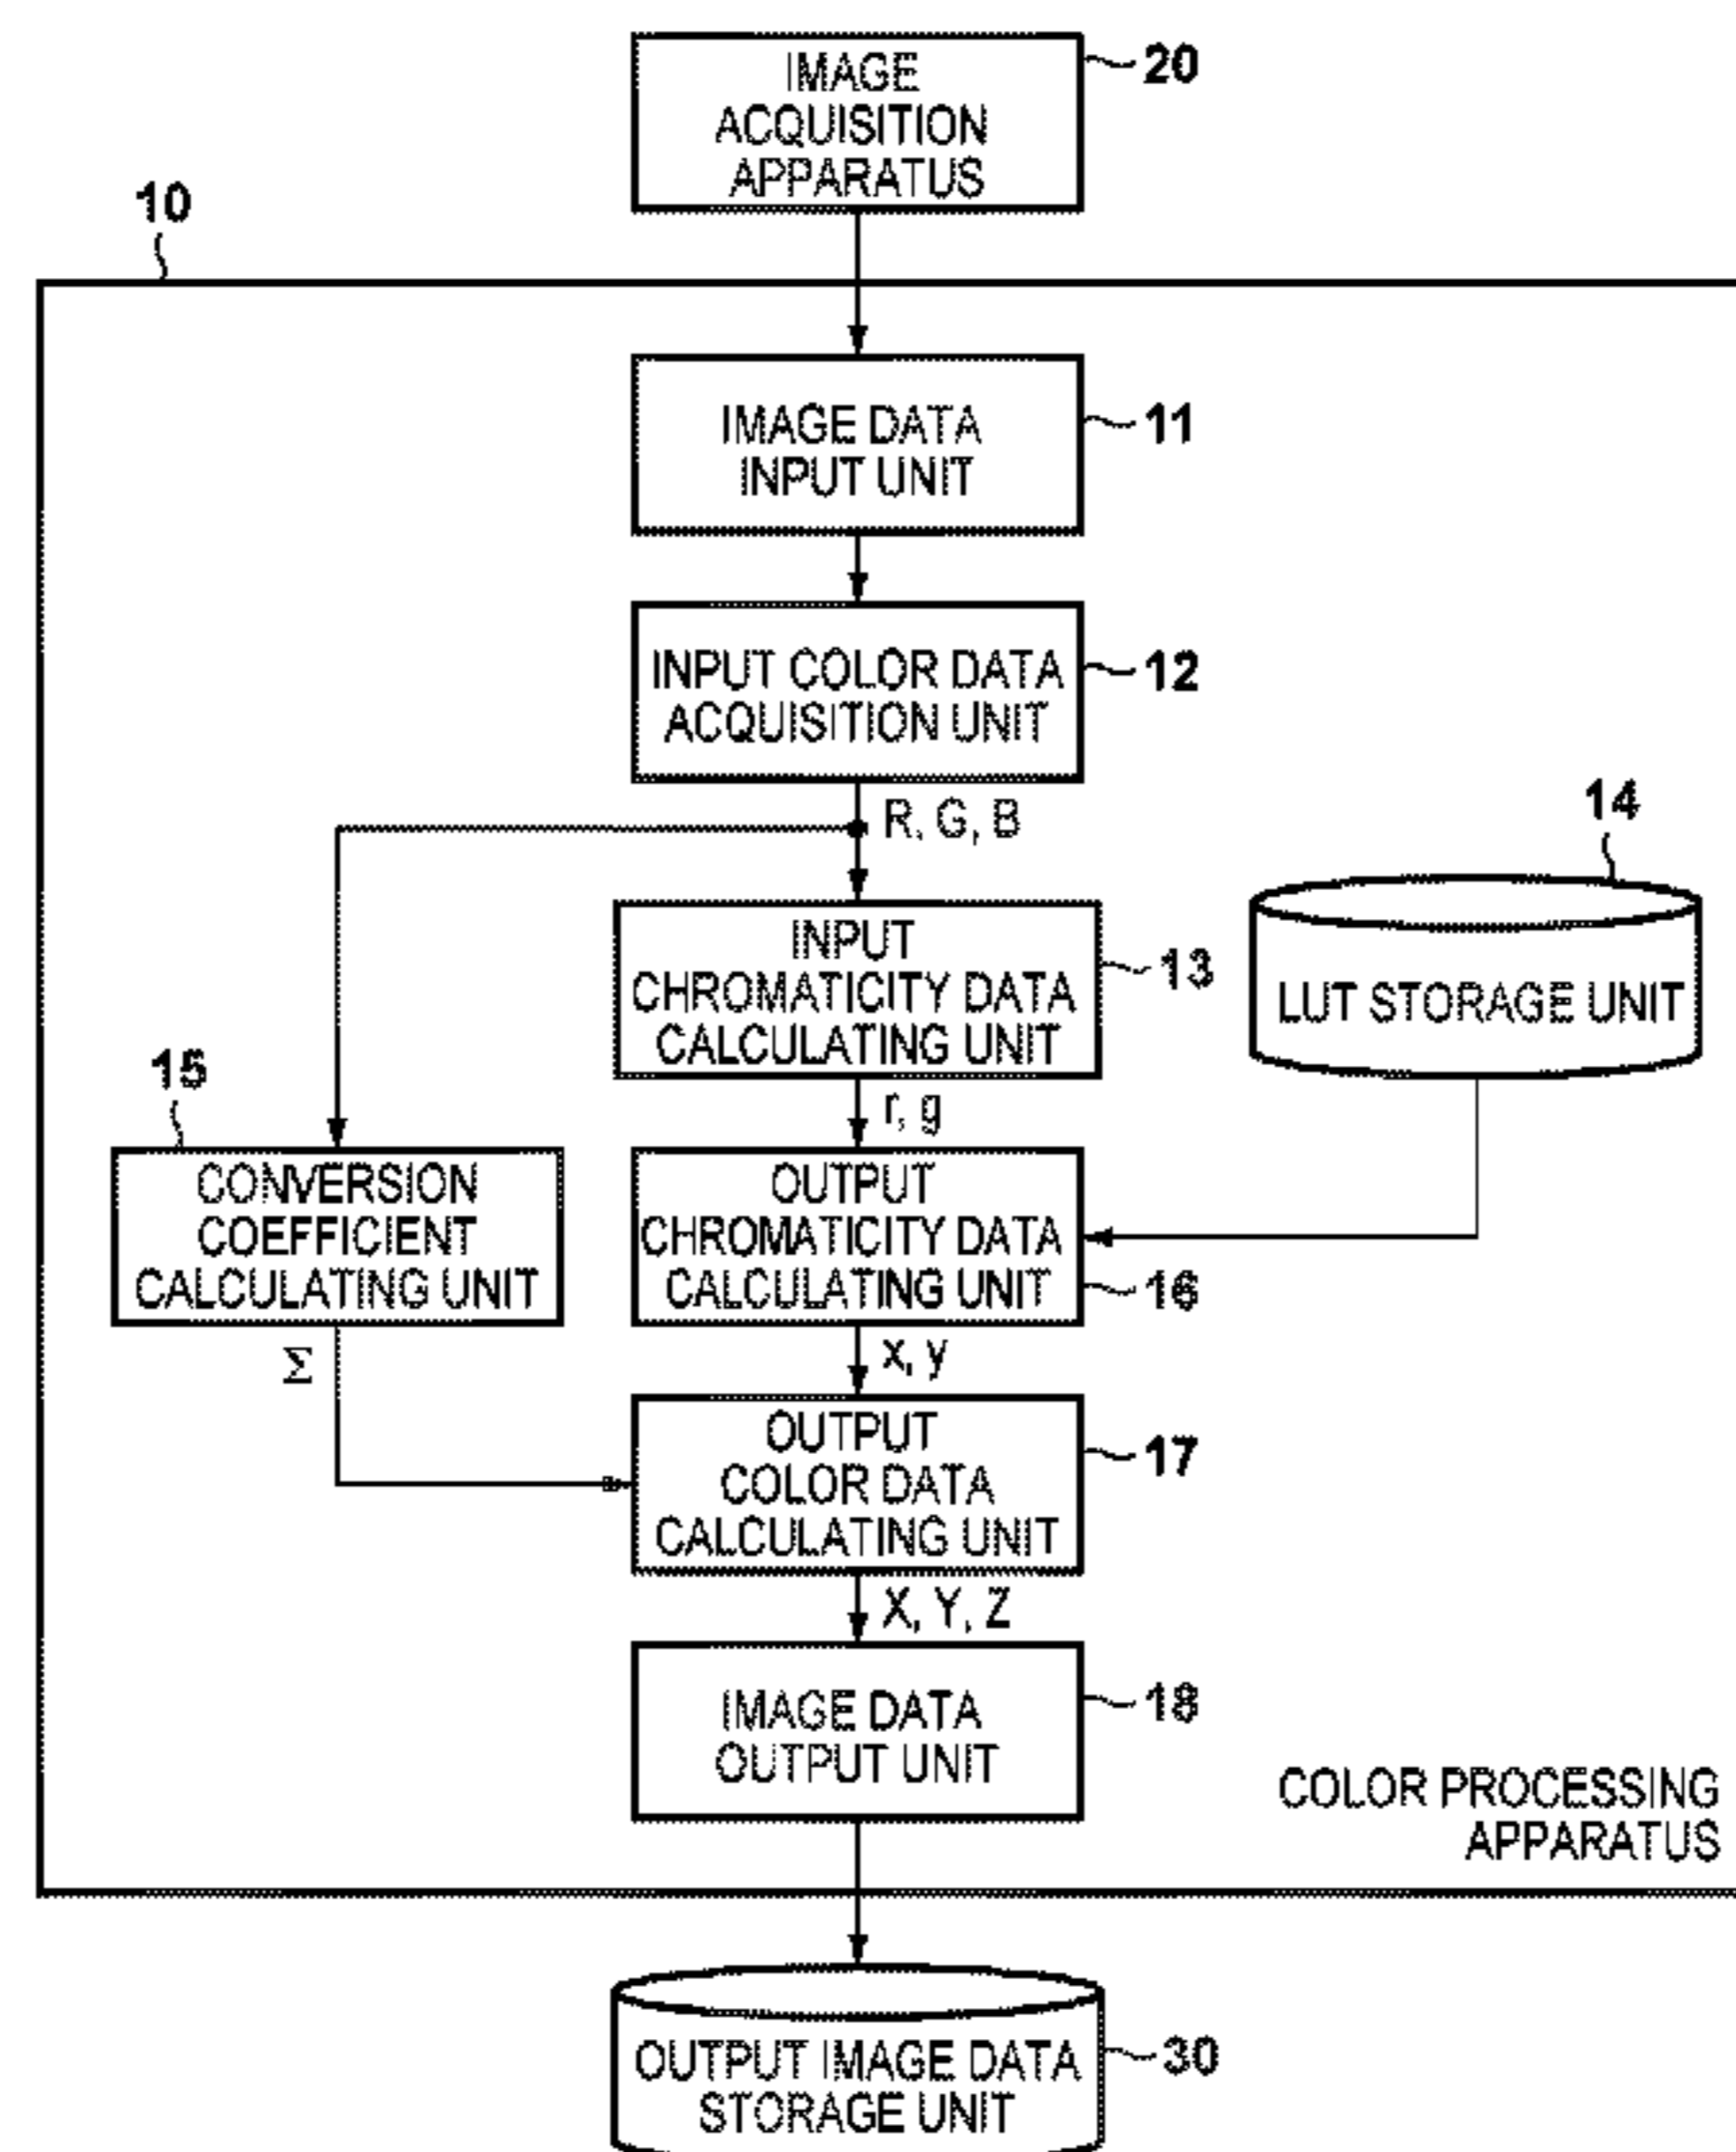 IMAGE
ACQUISITION
APPARATUS
20
10
IMAGE DATA
INPUT UNIT
11
INPUT COLOR DATA
ACQUISITION UNIT
12
R, G, B
14
INPUT
CHROMATICITY DATA
CALCULATING UNIT
13
LUT STORAGE UNIT
r, g
15
CONVERSION
COEFFICIENT
CALCULATING UNIT
OUTPUT
CHROMATICITY DATA
CALCULATING UNIT
16
Σ
x, y
OUTPUT
COLOR DATA
CALCULATING UNIT
17
X, Y, Z
IMAGE DATA
OUTPUT UNIT
18
COLOR PROCESSING
APPARATUS
OUTPUT IMAGE DATA
STORAGE UNIT
30